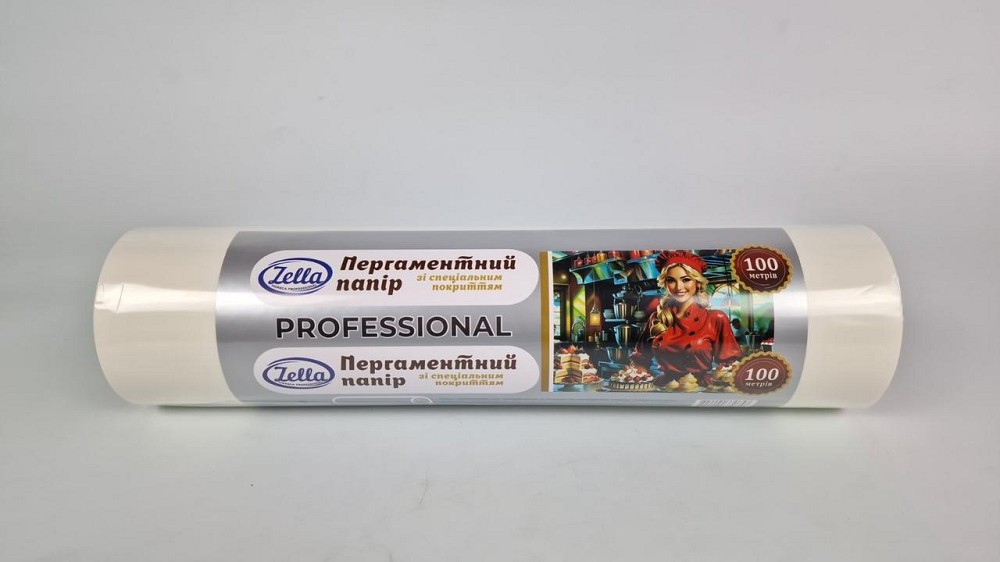 Zella
Пергаментний
папір
зі спеціальним
покриттям
100
метрів
PROFESSIONAL
Zella
Пергаментний
папір
зі спеціальним
покриттям
100
метрів